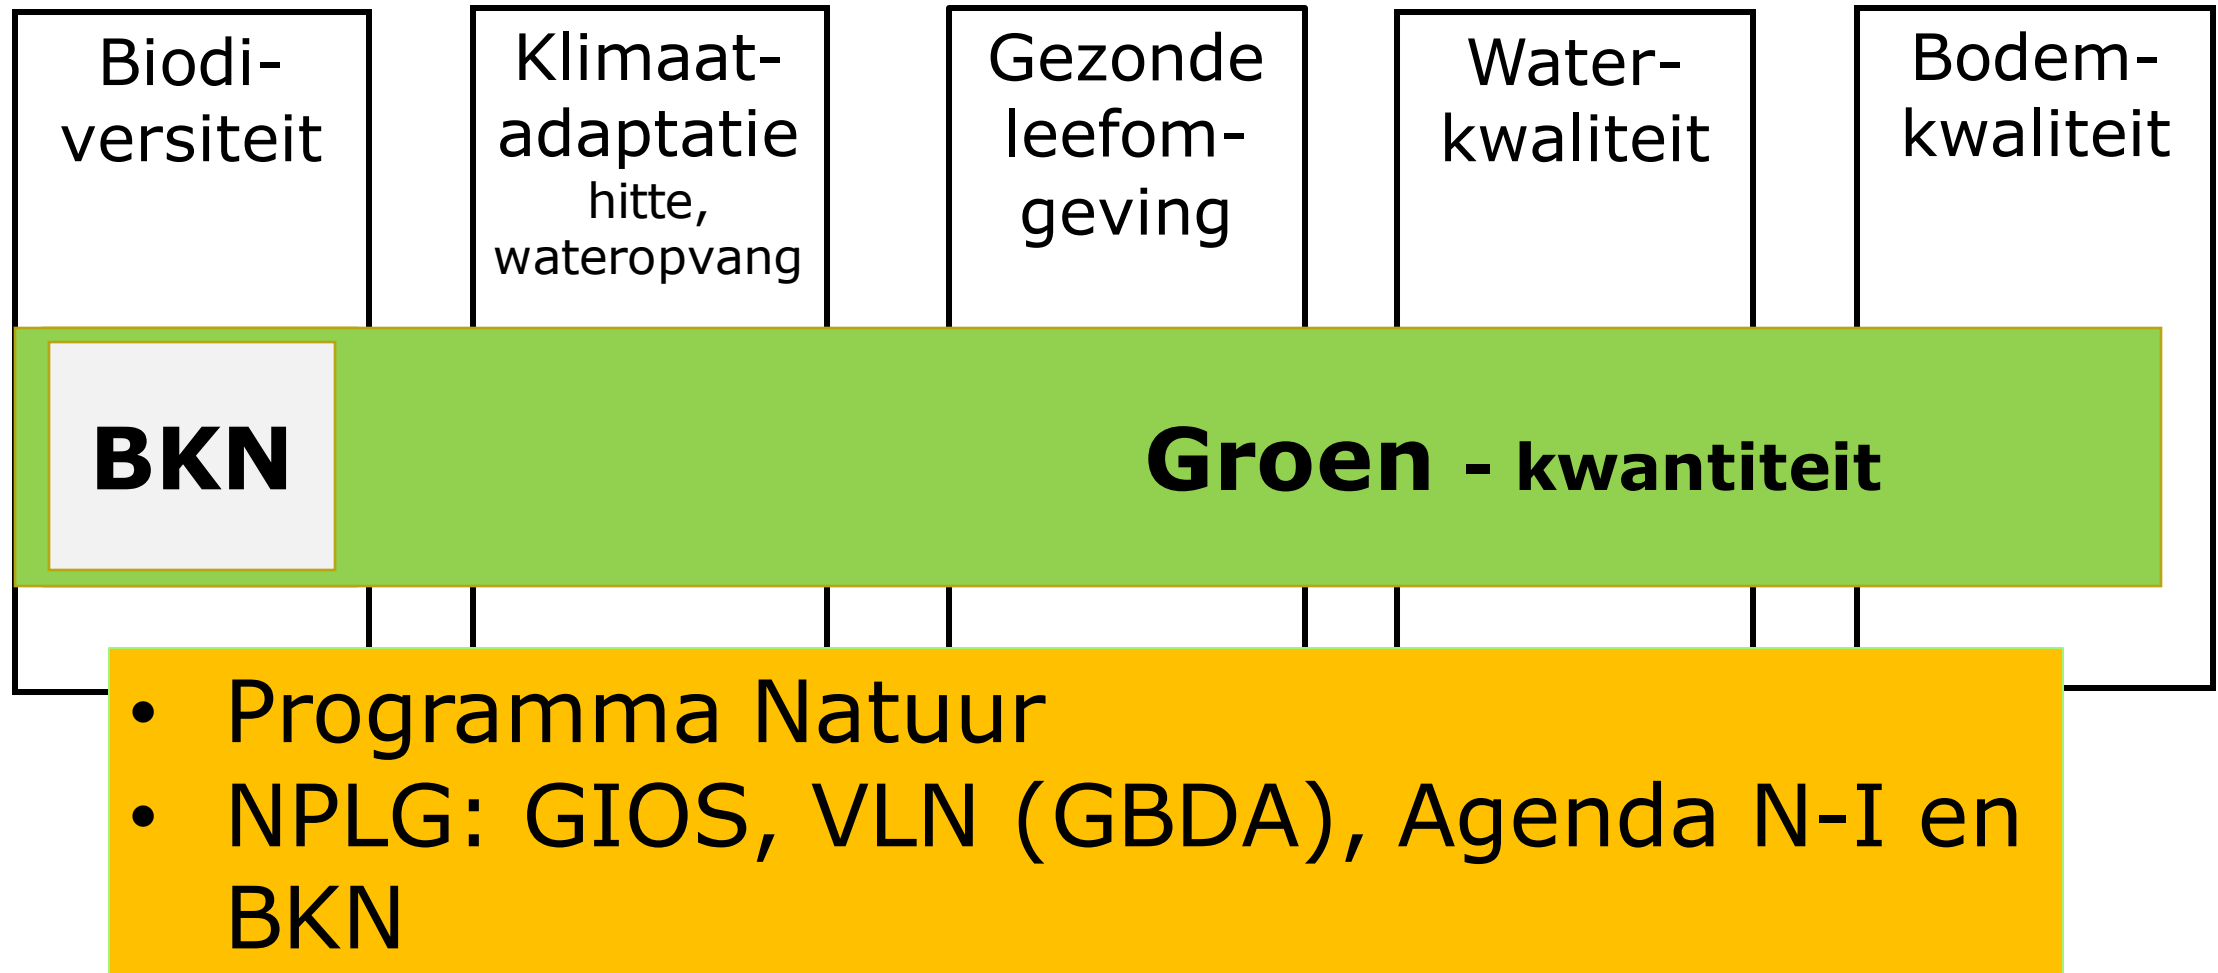 Biodi-
versiteit
Klimaat-
adaptatie
hitte,
wateropvang
Gezonde
leefom-
geving
Water-
kwaliteit
Bodem-
kwaliteit
BKN
Groen - kwantiteit
• Programma Natuur
• NPLG: GIOS, VLN (GBDA), Agenda N-I en
BKN